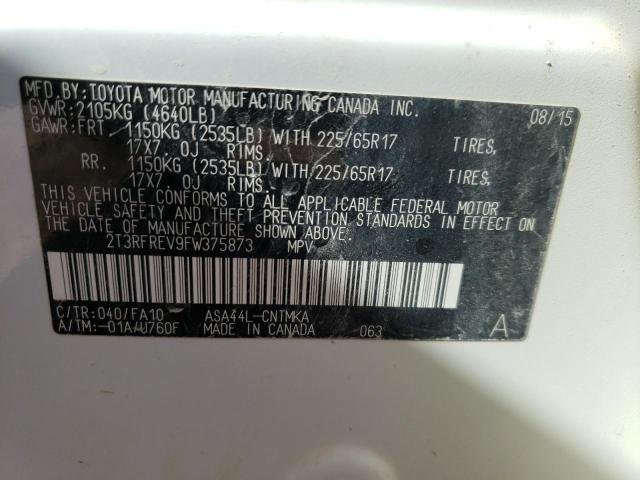 MFD.BY:TOYOTA MOTOR MANUFACTURING CANADA INC. 08/15
GVWR:2105KG (4640LB)
GAWR:FRT 1150KG (2535LB) WITH 225/65R17 TIRES,
17X7.0J RIMS.
RR. 1150KG (2535LB) WITH 225/65R17 TIRES,
17X7.0J RIMS.
THIS VEHICLE CONFORMS TO ALL APPLICABLE FEDERAL MOTOR
VEHICLE SAFETY AND THEFT PREVENTION STANDARDS IN EFFECT ON
THE DATE OF MANUFACTURE SHOWN ABOVE.
2T3RFREV9FW375873 MPV
C/TR:040/FA10 ASA44L-CNTMKA
A/TM:-01A/U760F MADE IN CANADA 063 A